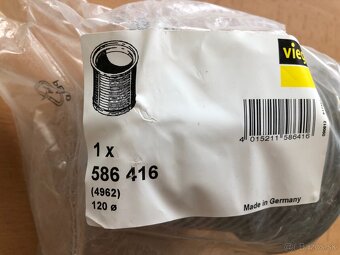 vieg
1 x
586 416
(4962)
120 ø
4 015211 586416
Made in Germany